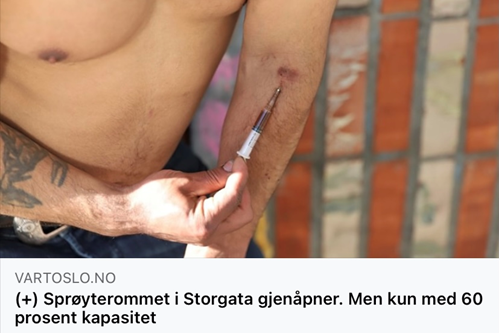 VARTOSLO.NO
(+) Sprøyterommet i Storgata gjenåpner. Men kun med 60
prosent kapasitet